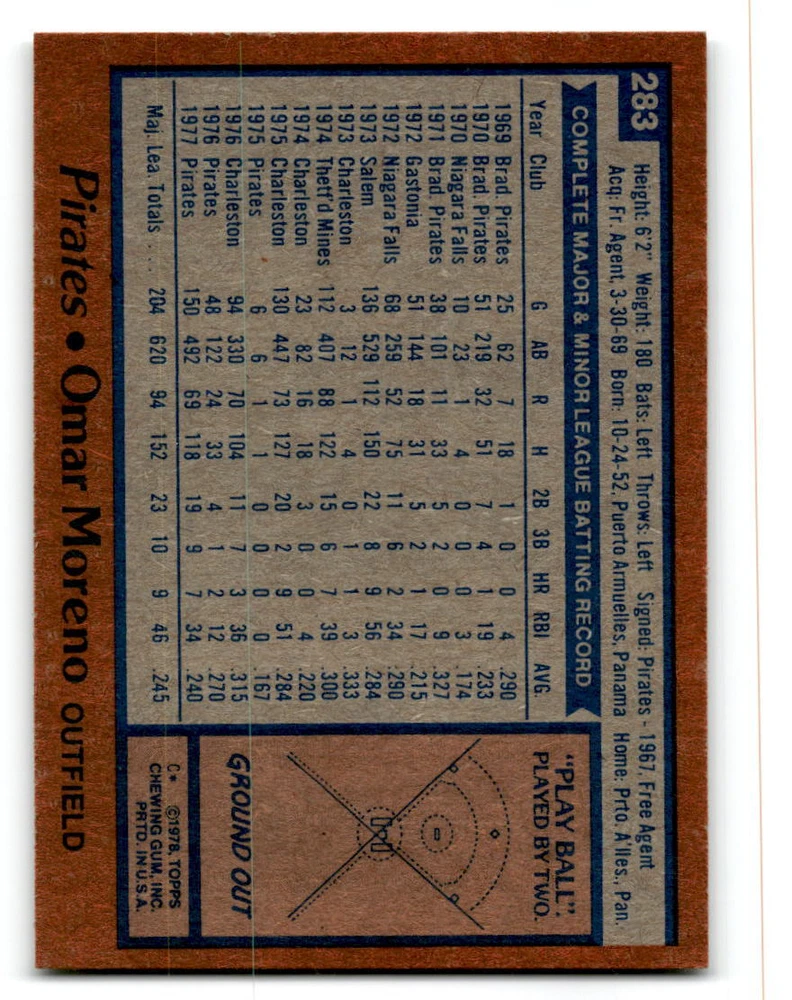 283
Height: 6'2" Weight: 180 Bats: Left Throws: Left Signed: Pirates - 1967, Free Agent
Acq: Fr. Agent, 3-30-69 Born: 10-24-52, Puerto Armuelles, Panama Home: Prto. A'lles., Pan.
COMPLETE MAJOR & MINOR LEAGUE BATTING RECORD
Year Club G AB R H 2B 3B HR RBI AVG
1969 Brad. Pirates 25 62 7 18 1 0 0 4 .290
1970 Brad. Pirates 51 219 32 51 7 4 1 19 .233
1970 Niagara Falls 10 23 1 4 0 0 0 3 .174
1971 Brad. Pirates 38 101 11 33 5 2 0 9 .327
1972 Gastonia 51 144 18 31 5 2 1 17 .215
1972 Niagara Falls 68 259 52 75 11 6 2 34 .290
1973 Salem 136 529 112 150 22 8 9 56 .284
1973 Charleston 3 12 1 4 0 1 1 3 .333
1974 Thetf'd Mines 112 407 88 122 15 6 7 39 .300
1974 Charleston 23 82 16 18 3 0 0 4 .220
1975 Charleston 130 447 73 127 20 2 9 51 .284
1975 Pirates 6 6 1 1 0 0 0 0 .167
1976 Charleston 94 330 70 104 11 7 3 36 .315
1976 Pirates 48 122 24 33 4 1 2 12 .270
1977 Pirates 150 492 69 118 19 9 7 34 .240
Maj. Lea. Totals .... 204 620 94 152 23 10 9 46 .245
"PLAY BALL",
PLAYED BY TWO.
GROUND OUT
C* ©1978, TOPPS
CHEWING GUM, INC.
PRTD. IN U.S.A.
Pirates • Omar Moreno OUTFIELD